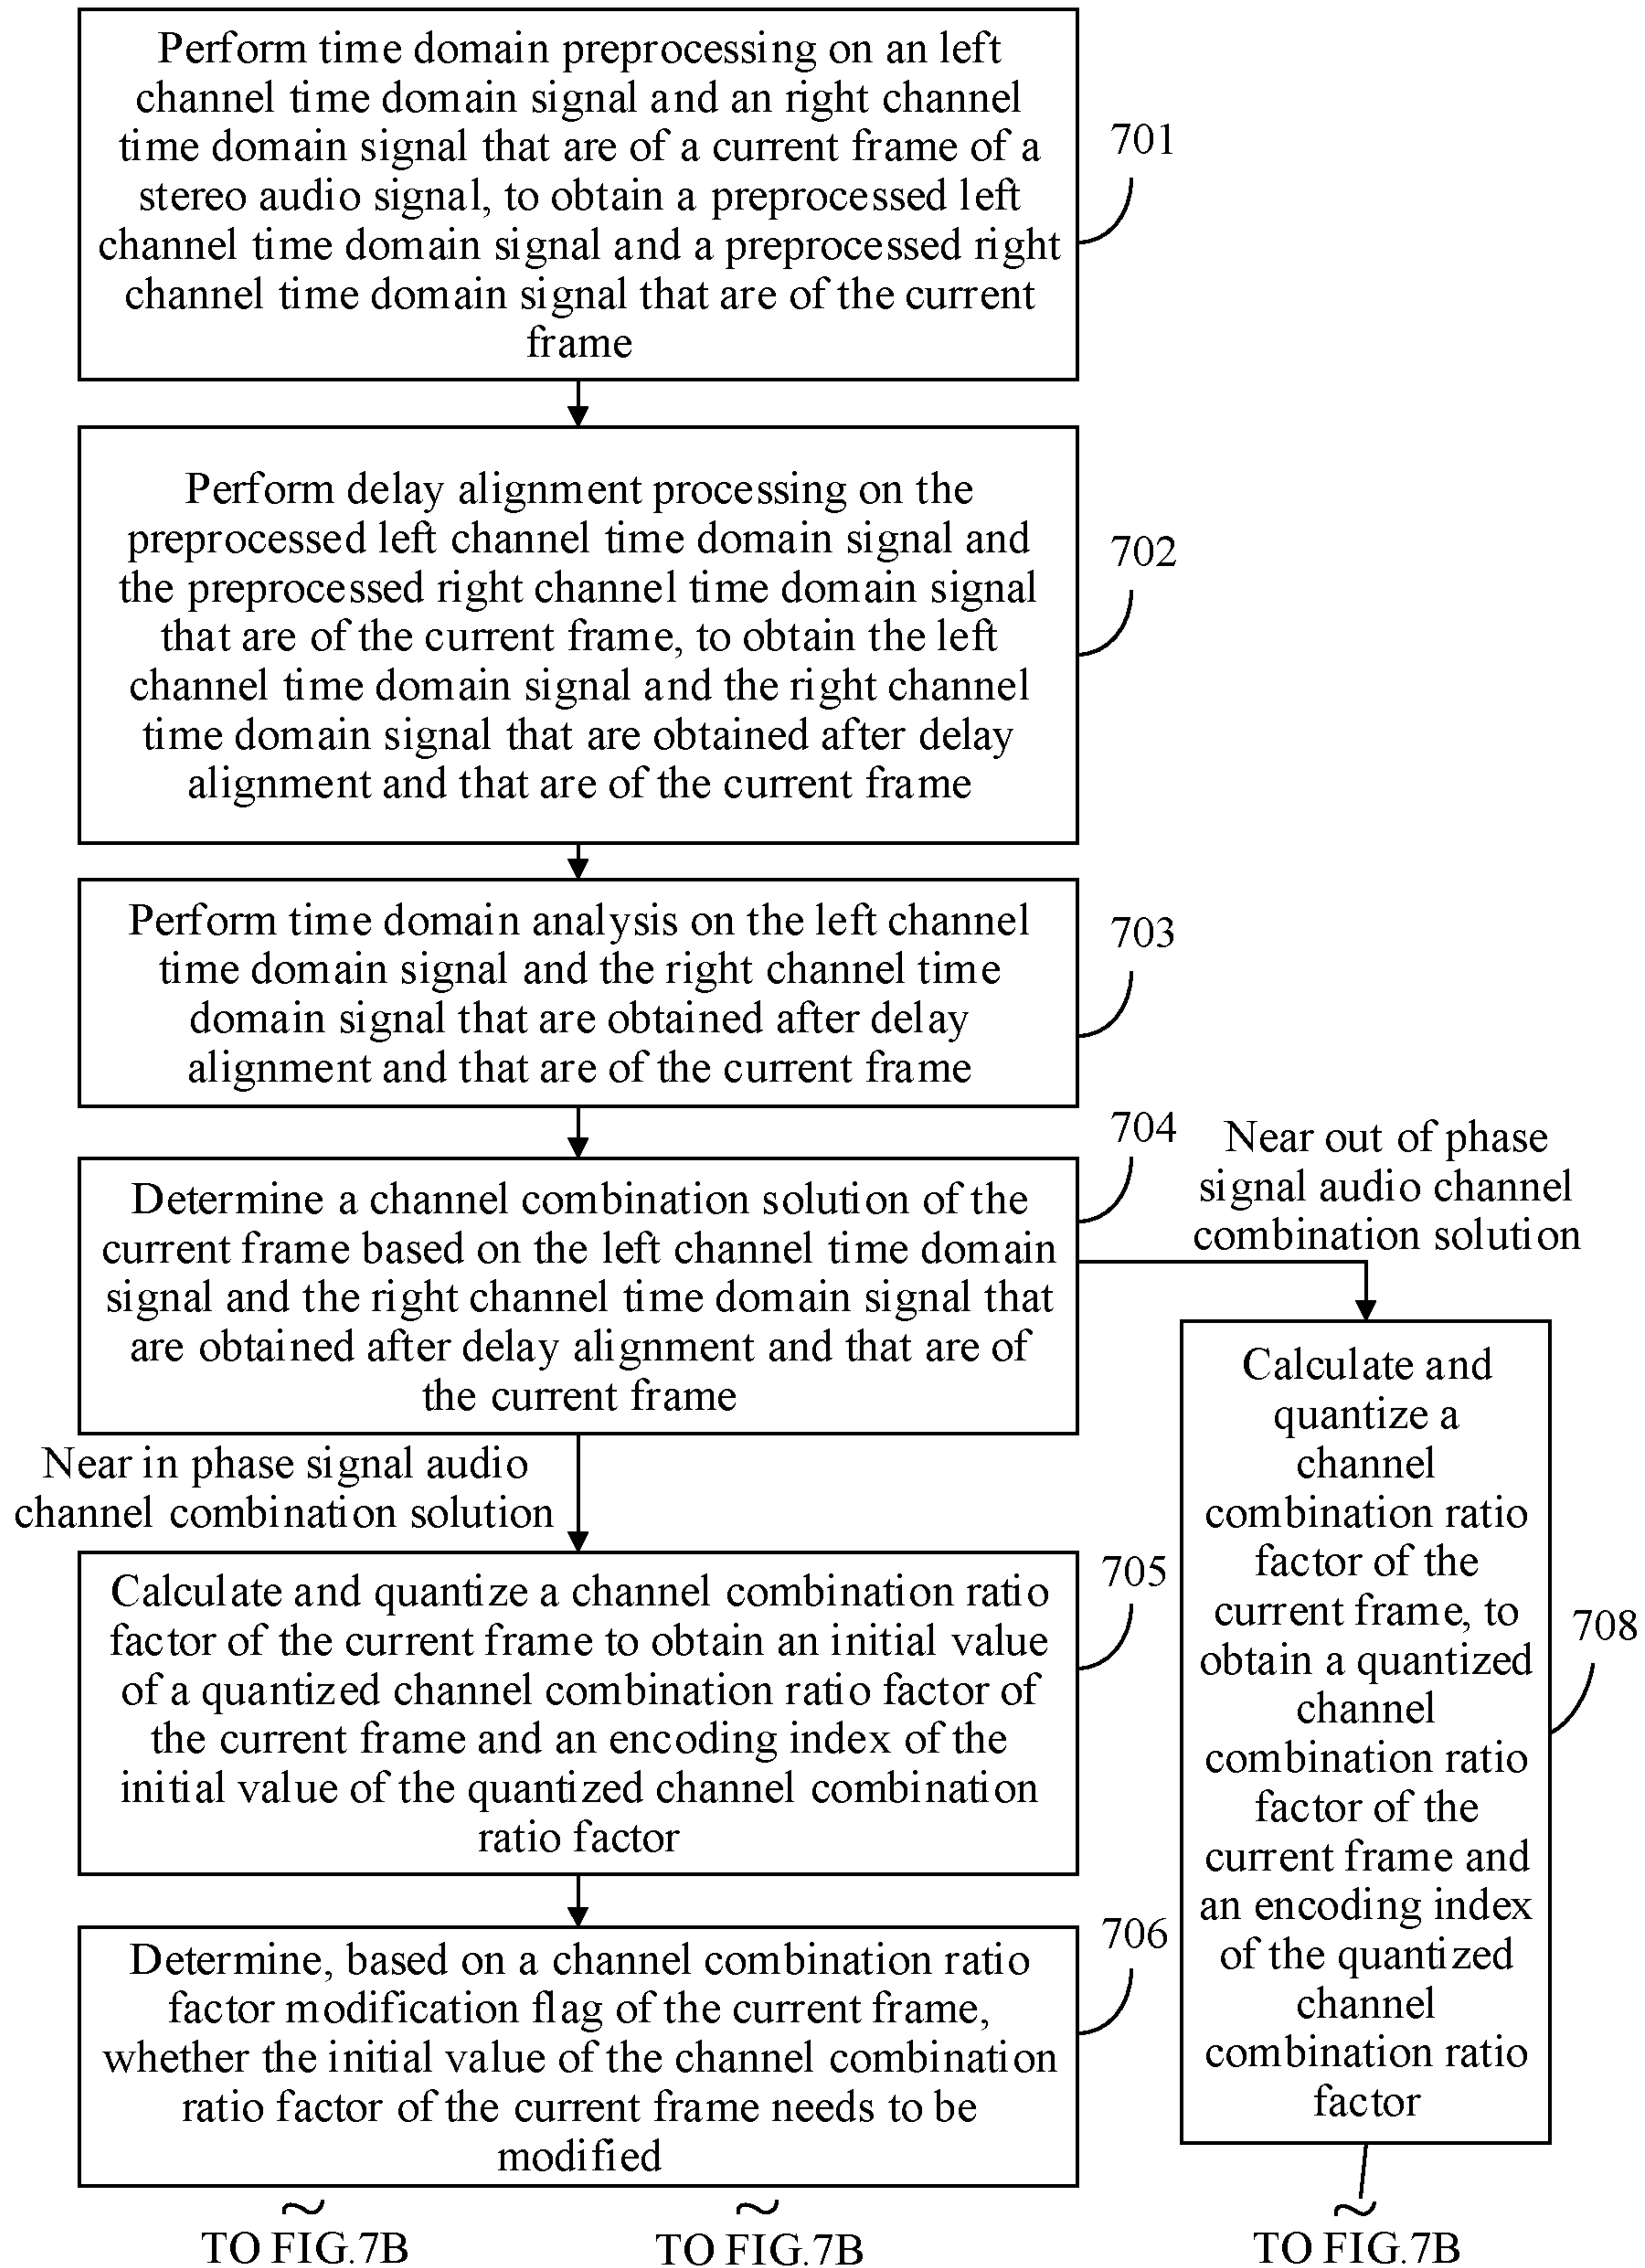 Perform time domain preprocessing on an left
channel time domain signal and an right channel
time domain signal that are of a current frame of a
stereo audio signal, to obtain a preprocessed left
channel time domain signal and a preprocessed right
channel time domain signal that are of the current
frame
701
Perform delay alignment processing on the
preprocessed left channel time domain signal and
the preprocessed right channel time domain signal
that are of the current frame, to obtain the left
channel time domain signal and the right channel
time domain signal that are obtained after delay
alignment and that are of the current frame
702
Perform time domain analysis on the left channel
time domain signal and the right channel time
domain signal that are obtained after delay
alignment and that are of the current frame
703
Determine a channel combination solution of the
current frame based on the left channel time domain
signal and the right channel time domain signal that
are obtained after delay alignment and that are of
the current frame
704
Near out of phase
signal audio channel
combination solution
Near in phase signal audio
channel combination solution
Calculate and quantize a channel combination ratio
factor of the current frame to obtain an initial value
of a quantized channel combination ratio factor of
the current frame and an encoding index of the
initial value of the quantized channel combination
ratio factor
705
Determine, based on a channel combination ratio
factor modification flag of the current frame,
whether the initial value of the channel combination
ratio factor of the current frame needs to be
modified
706
Calculate and
quantize a
channel
combination ratio
factor of the
current frame, to
obtain a quantized
channel
combination ratio
factor of the
current frame and
an encoding index
of the quantized
channel
combination ratio
factor
708
TO FIG.7B
TO FIG.7B
TO FIG.7B